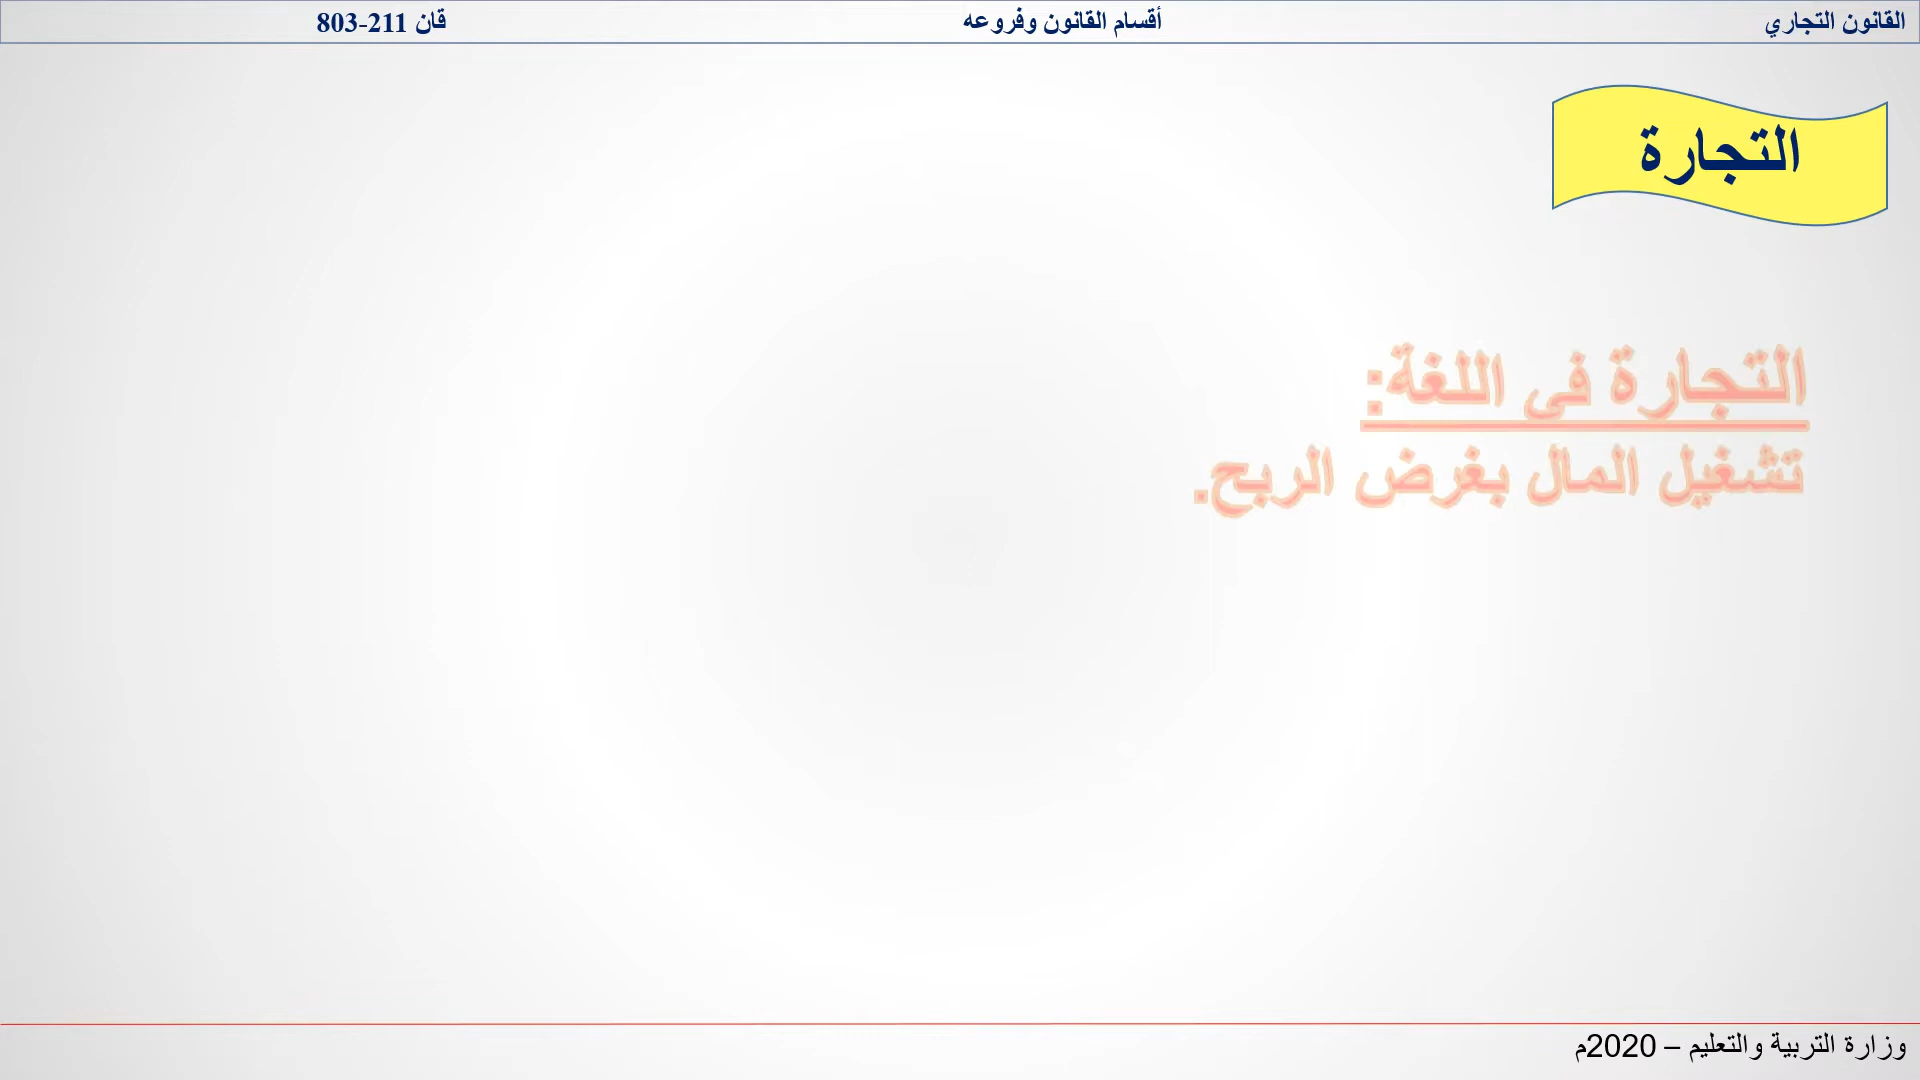 القانون التجاري أقسام القانون وفروعه قان 211-803
التجارة
التجارة في اللغة:
تشغيل المال بغرض الربح.
وزارة التربية والتعليم – 2020م